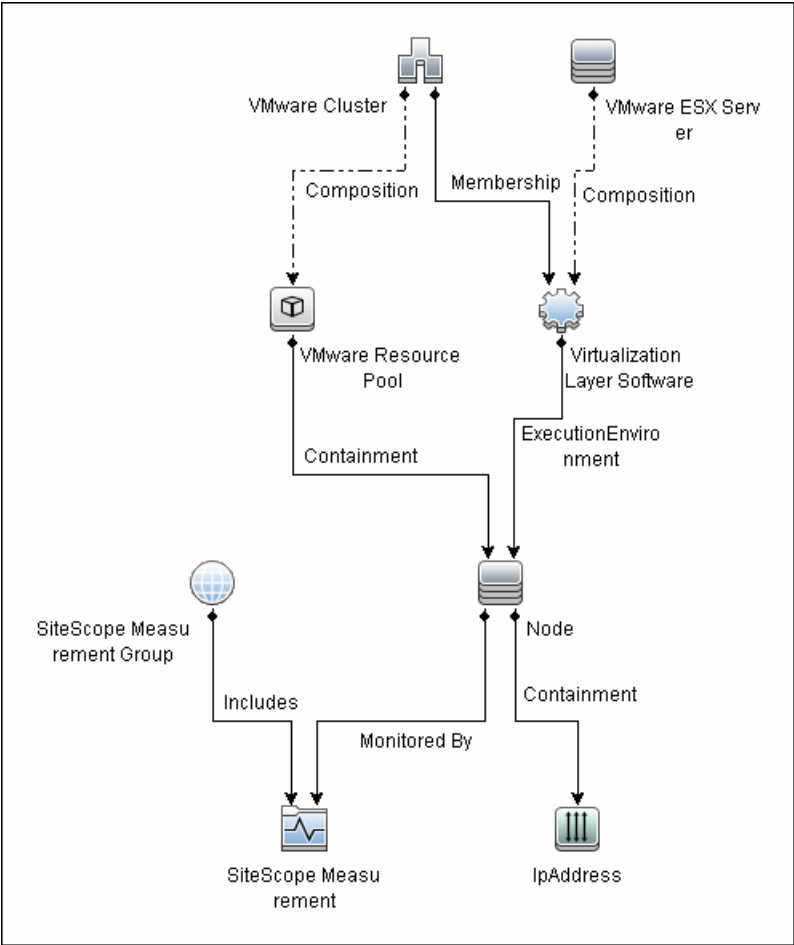 VMware Cluster
VMware ESX Serv
er
Composition
Membership
Composition
VMware Resource
Pool
Virtualization
Layer Software
Containment
ExecutionEnviro
nment
SiteScope Measu
rement Group
Node
Includes
Containment
Monitored By
SiteScope Measu
rement
IpAddress